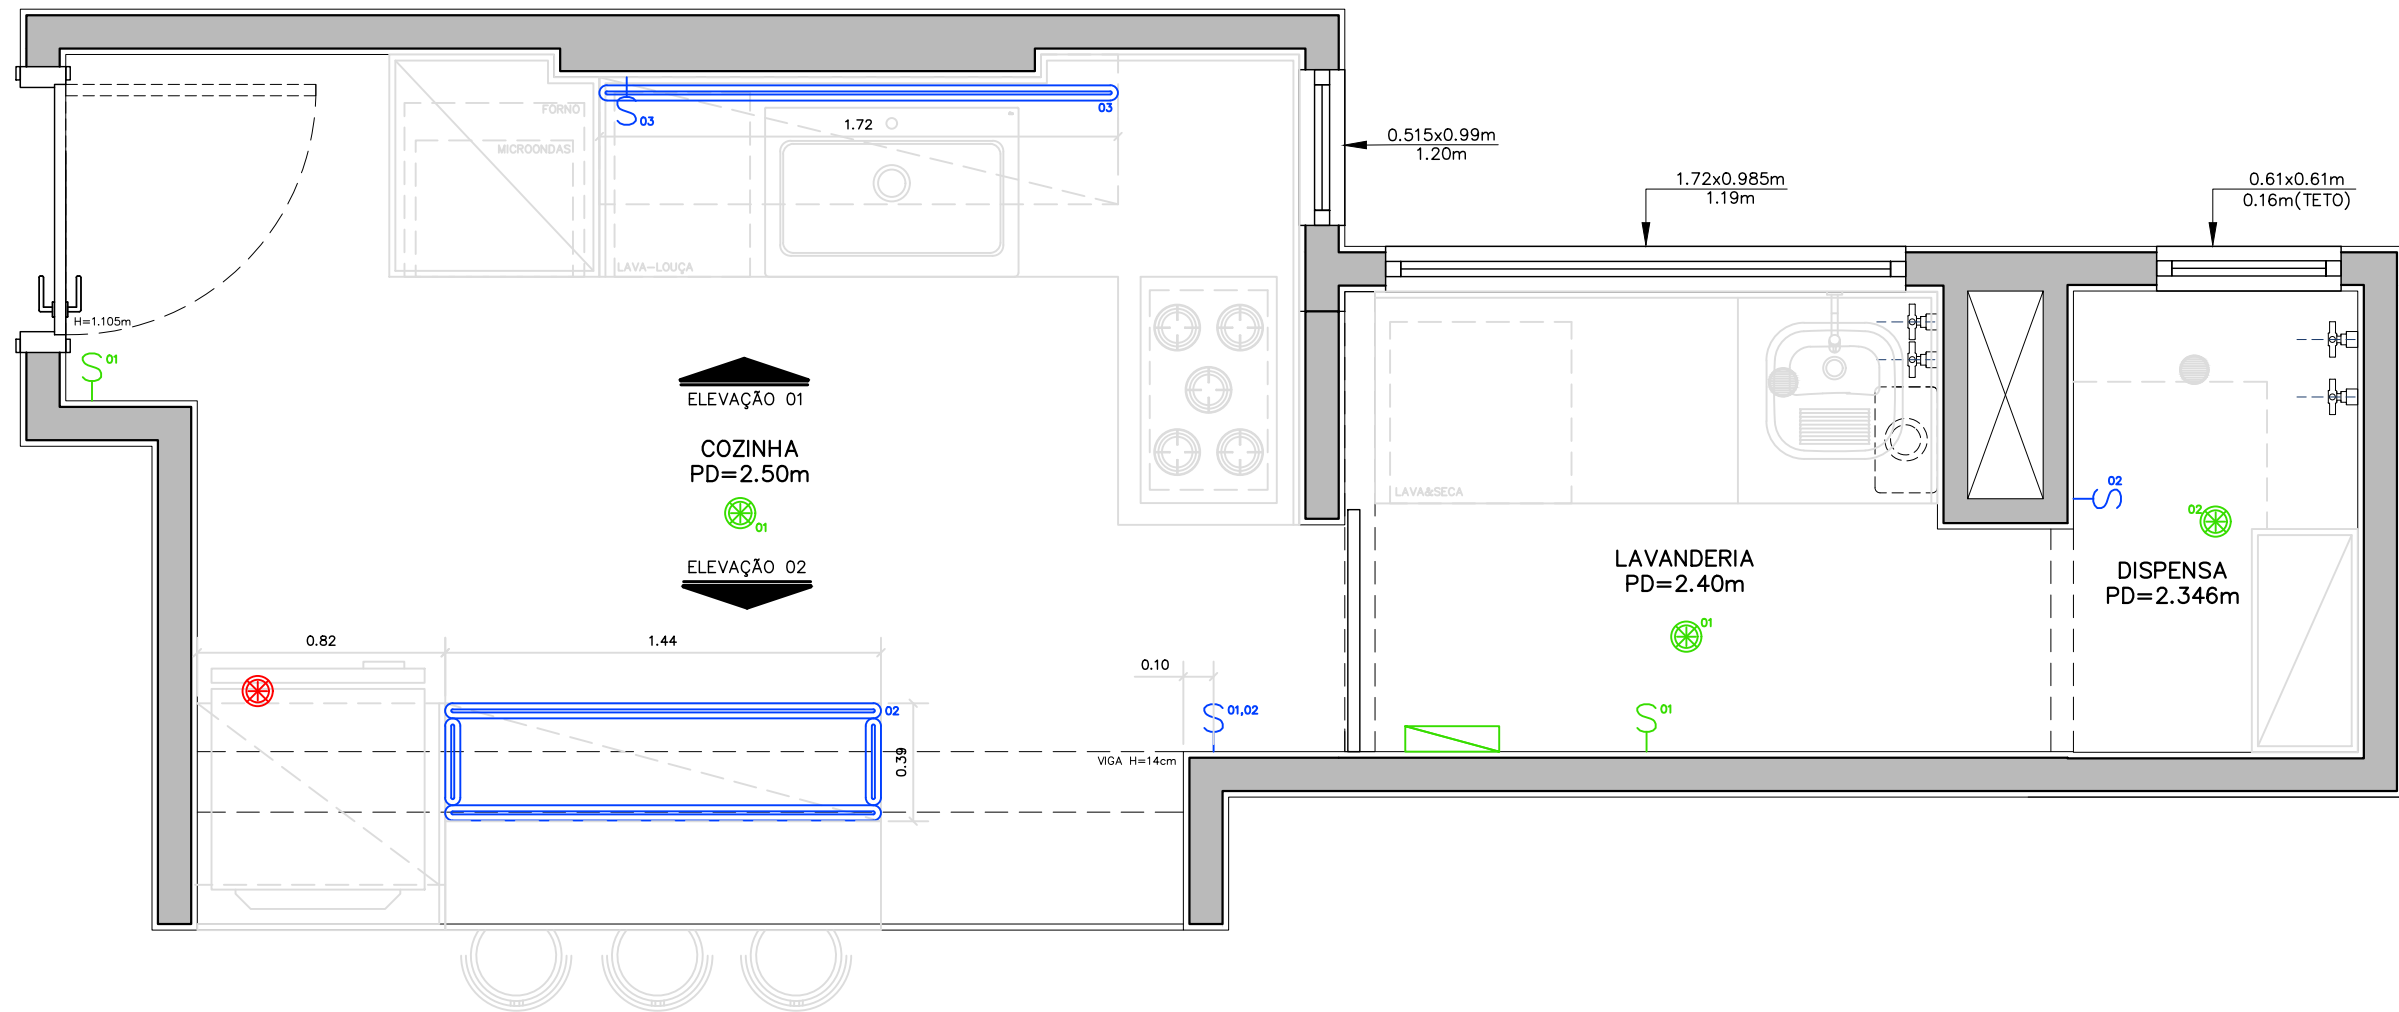 FORNO
03
03
1.72
MICROONDAS
0.515x0.99m
1.20m
1.72x0.985m
1.19m
0.61x0.61m
0.16m(TETO)
LAVA-LOUÇA
H=1.105m
01
ELEVAÇÃO 01
COZINHA
PD=2.50m
01
ELEVAÇÃO 02
LAVA&SECA
02
02
LAVANDERIA
PD=2.40m
DISPENSA
PD=2.346m
01
0.82
1.44
0.10
02
01,02
01
0.39
VIGA H=14cm